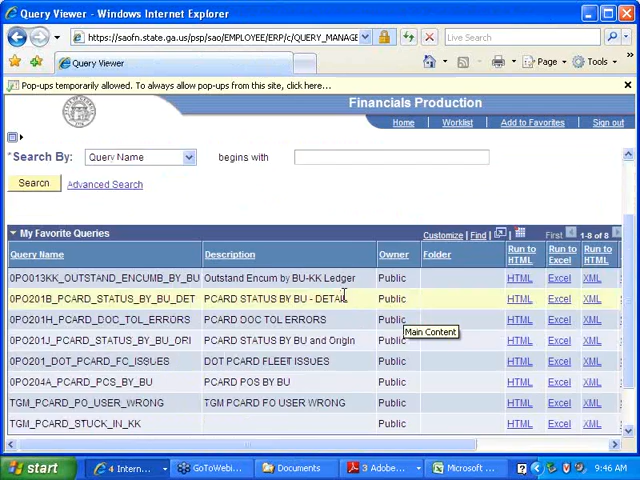 Query Viewer - Windows Internet Explorer
https://saofn.state.ga.us/psp/sao/EMPLOYEE/ERP/c/QUERY_MANAGE
Live Search
Query Viewer
Page
Tools
Pop-ups temporarily allowed. To always allow pop-ups from this site, click here...
Financials Production
Home
Worklist
Add to Favorites
Sign out
*Search By:
Query Name
begins with
Search
Advanced Search
My Favorite Queries
Customize | Find |
First
1-8 of 8
Query Name
Description
Owner
Folder
Run to HTML
Run to Excel
Run to HTML
0PO013KK_OUTSTAND_ENCUMB_BY_BU Outstand Encum by BU-KK Ledger Public HTML Excel XML
0PO201B_PCARD_STATUS_BY_BU_DET PCARD STATUS BY BU - DETAIL Public HTML Excel XML
0PO201H_PCARD_DOC_TOL_ERRORS PCARD DOC TOL ERRORS Public HTML Excel XML
Main Content
0PO201J_PCARD_STATUS_BY_BU_ORI PCARD STATUS BY BU and Origin Public HTML Excel XML
0PO201_DOT_PCARD_FC_ISSUES DOT PCARD FLEET ISSUES Public HTML Excel XML
0PO204A_PCARD_POS_BY_BU PCARD POS BY BU Public HTML Excel XML
TGM_PCARD_PO_USER_WRONG TGM PCARD FO USER WRONG Public HTML Excel XML
TGM_PCARD_STUCK_IN_KK Public HTML Excel XML
start
4 Intern...
GoToWebi...
Documents
3 Adobe...
Microsoft ...
9:46 AM